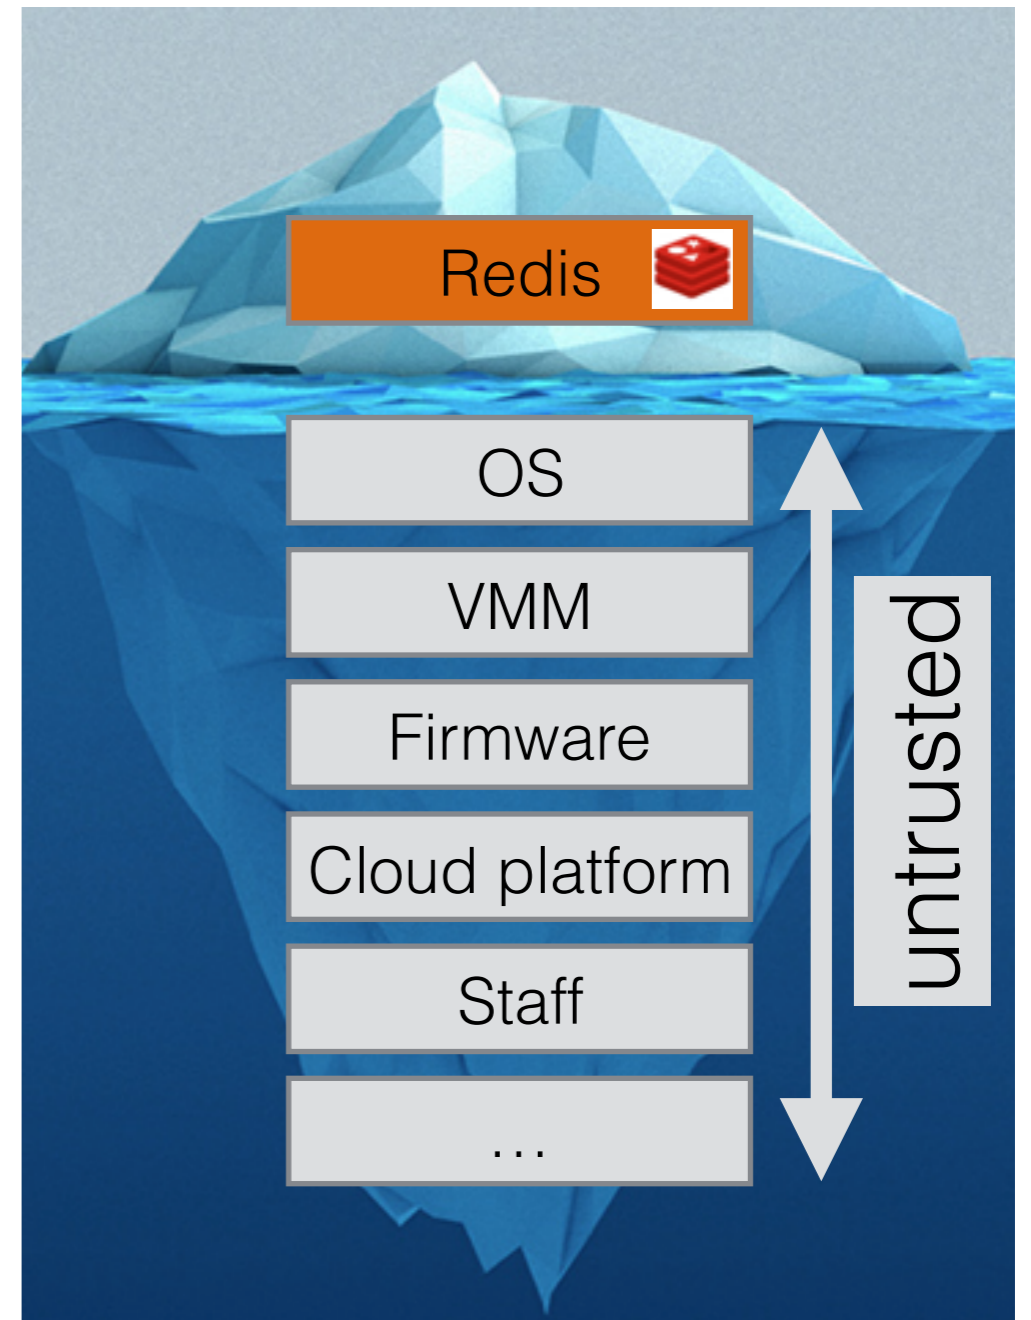 Redis
OS
VMM
Firmware
Cloud platform
Staff
...
untrusted